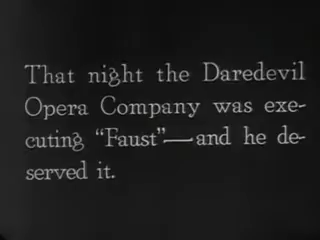 That night the Daredevil
Opera Company was exe-
cuting “Faust”—and he de-
served it.